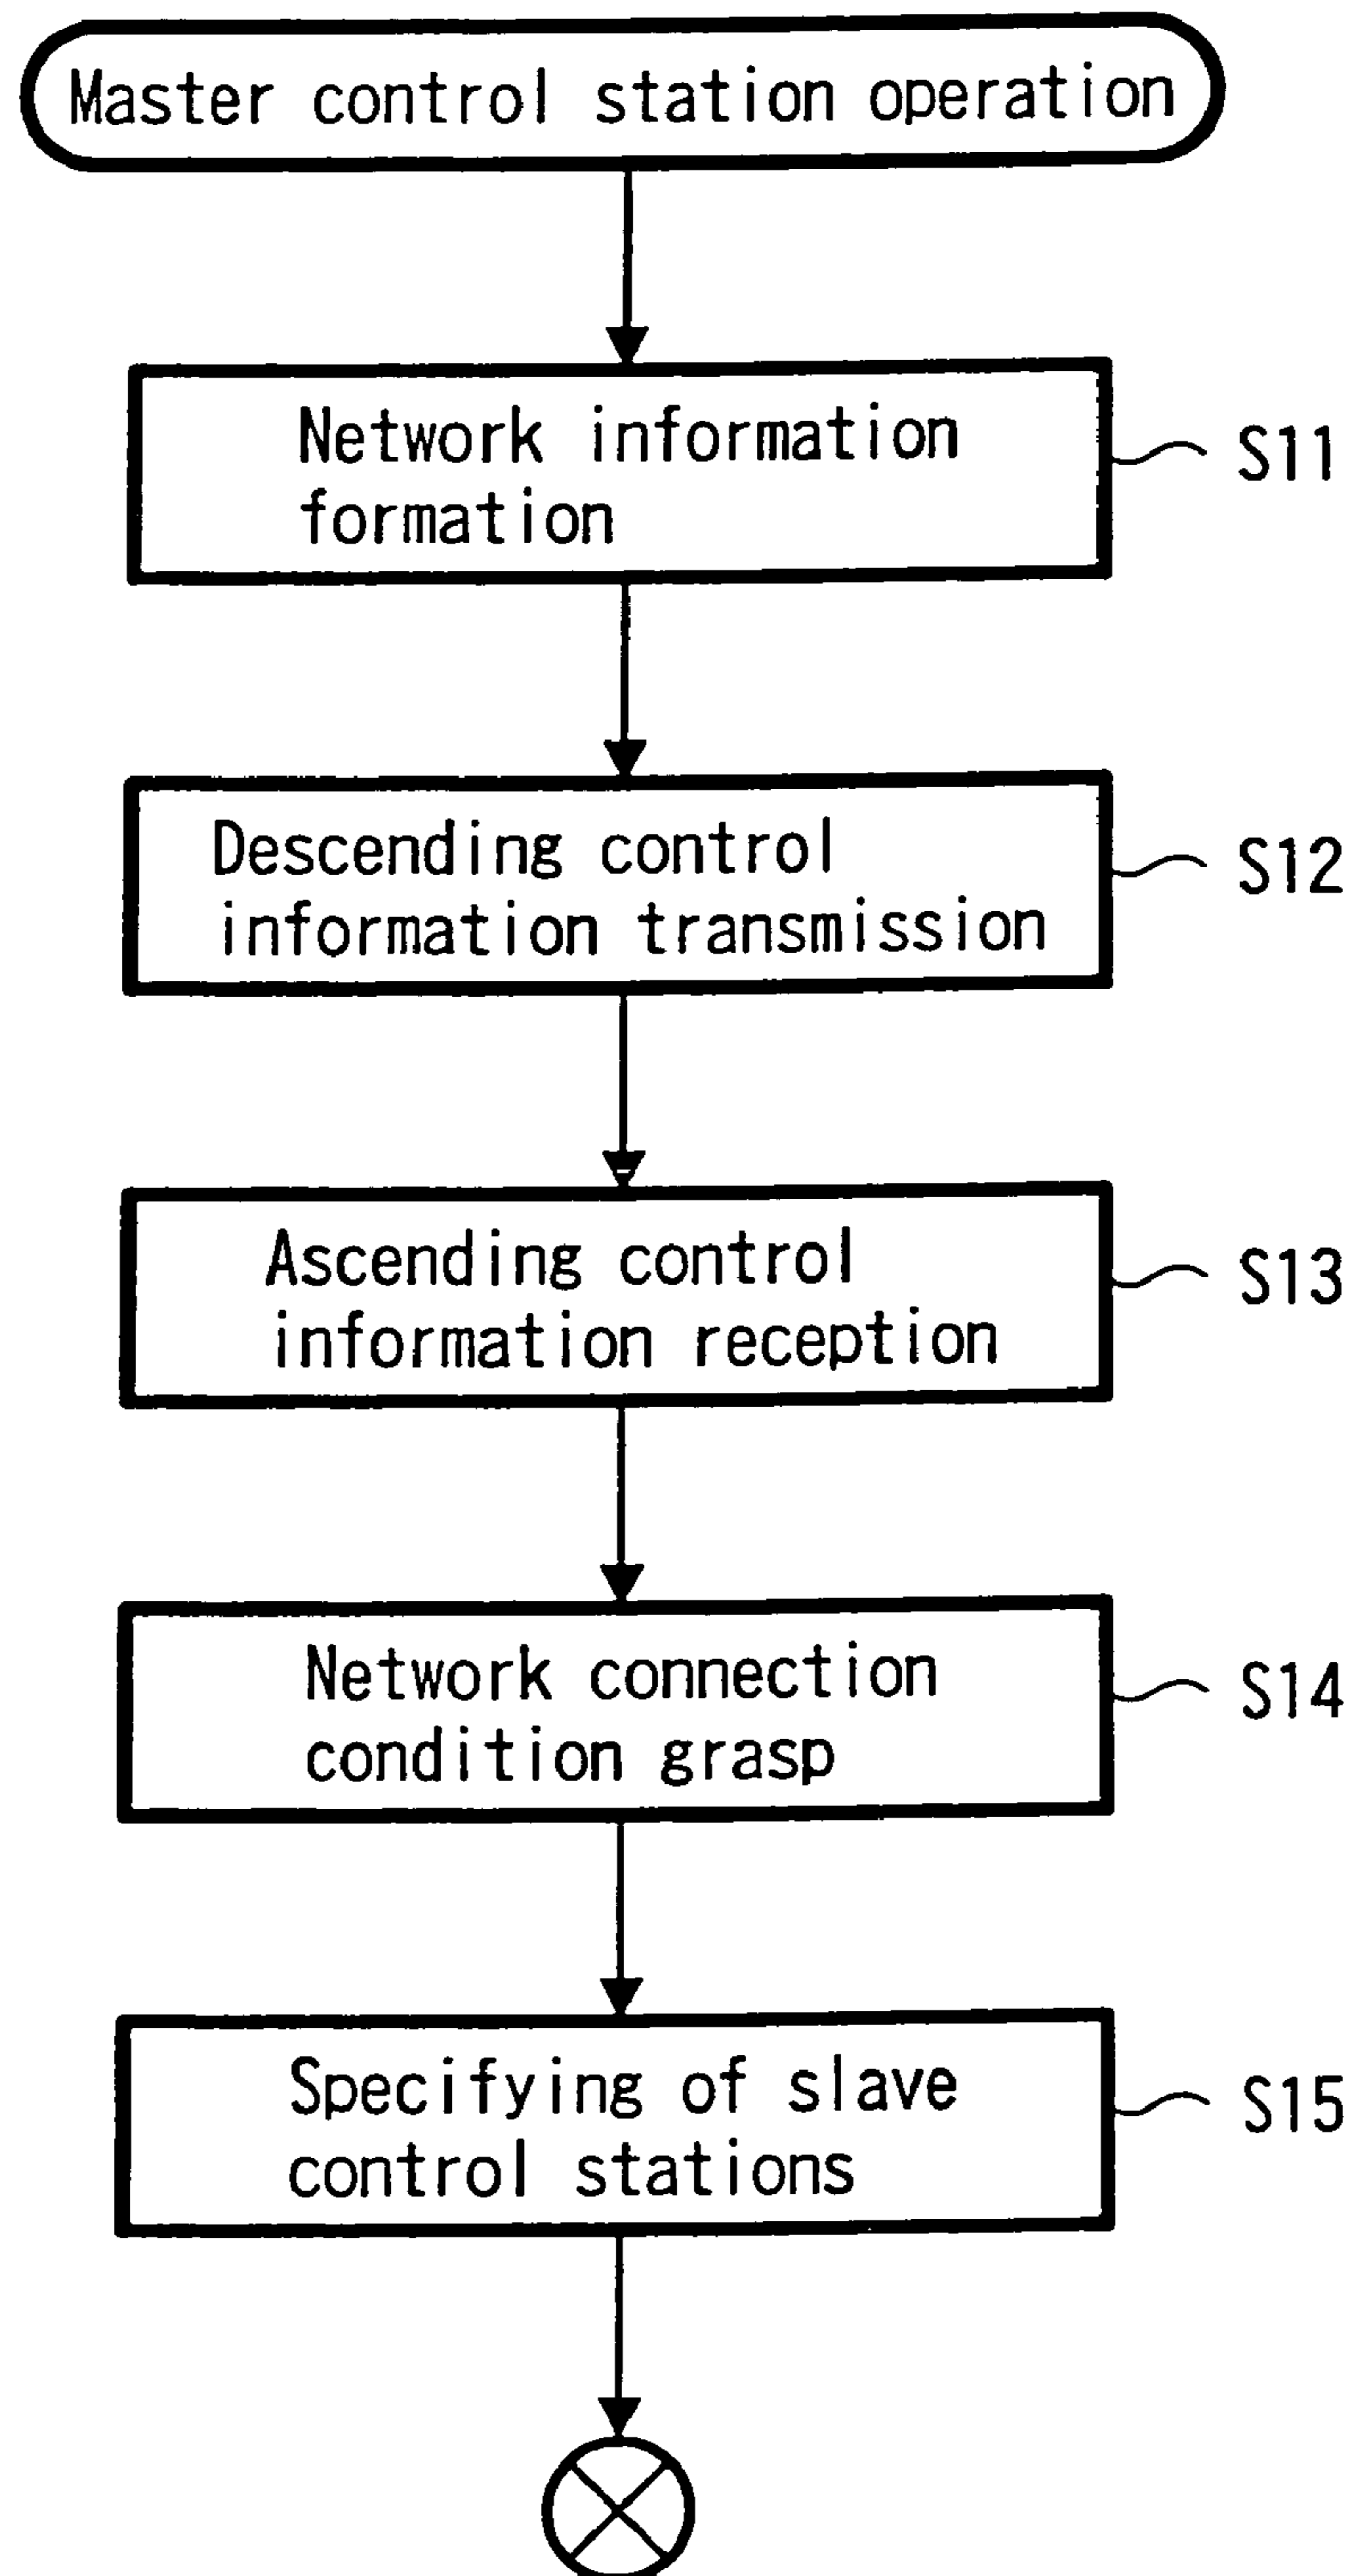 Master control station operation
Network information
formation
S11
Descending control
information transmission
S12
Ascending control
information reception
S13
Network connection
condition grasp
S14
Specifying of slave
control stations
S15